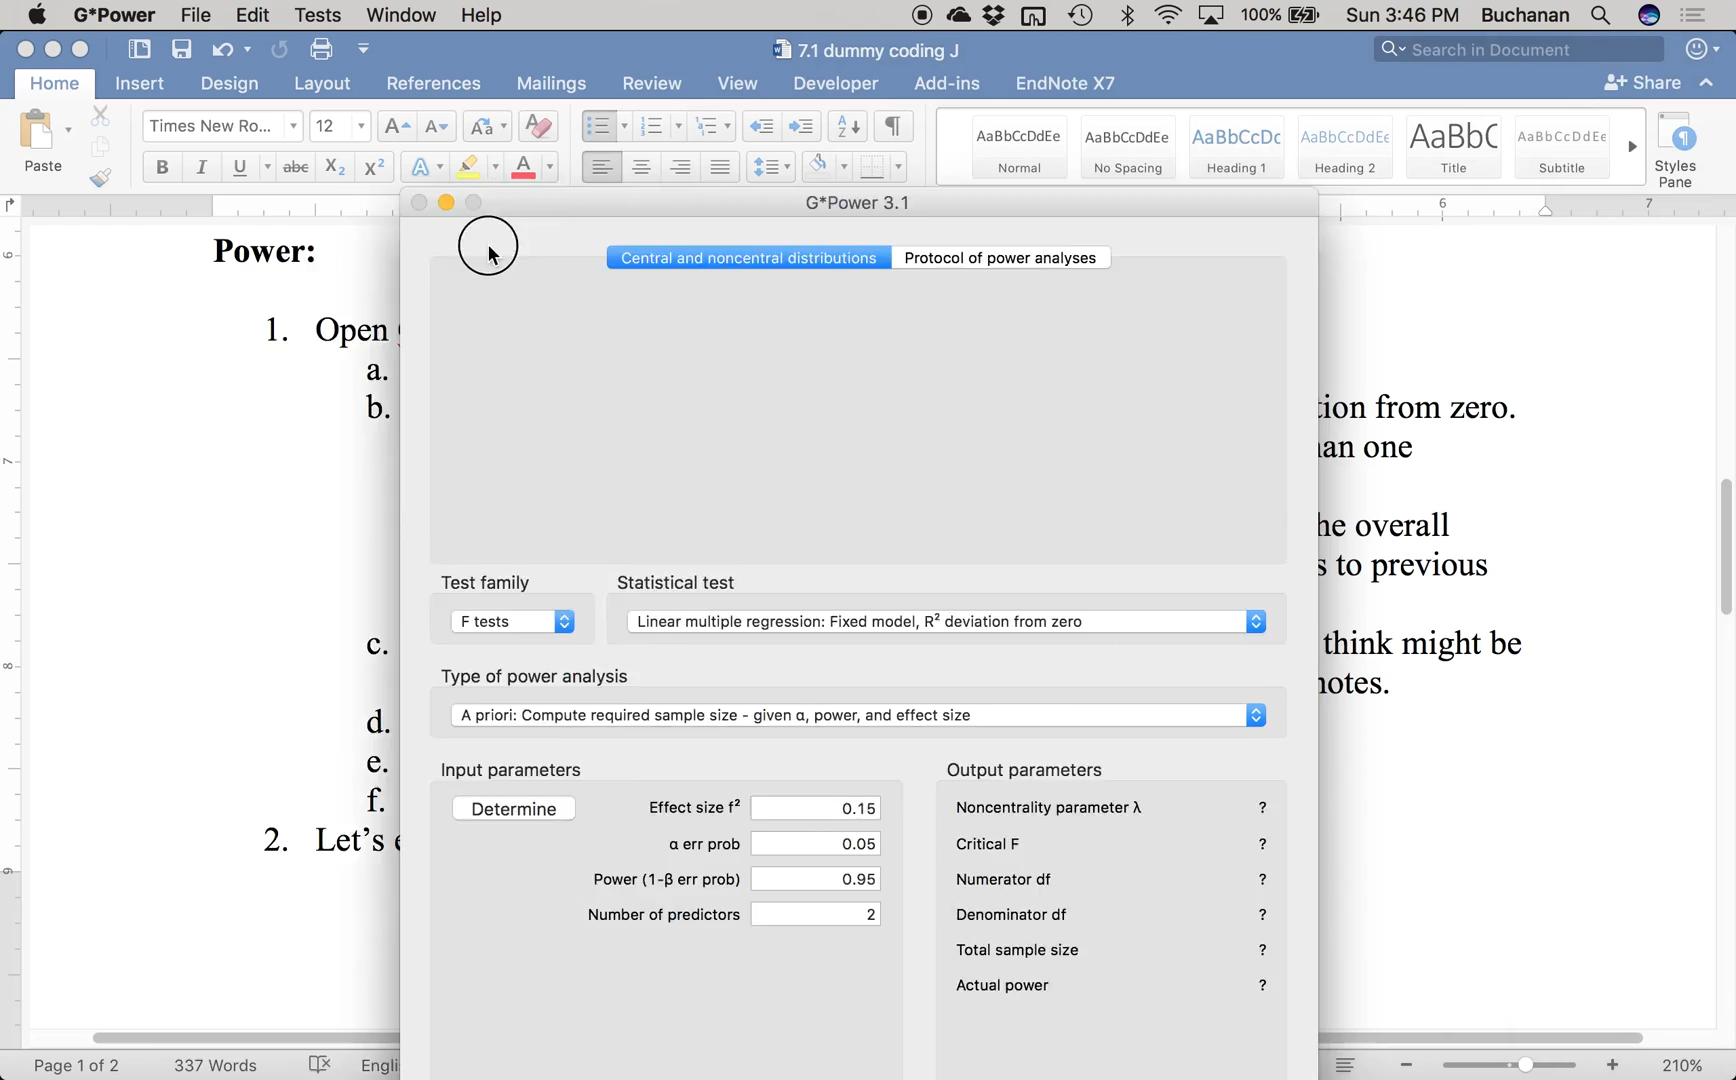 G*Power File Edit Tests Window Help 100% Sun 3:46 PM Buchanan
7.1 dummy coding J Search in Document
Home Insert Design Layout References Mailings Review View Developer Add-ins EndNote X7 Share
Paste Times New Ro... 12 Aa
B I U abc X₂ X² A A
AaBbCcDdEe Normal AaBbCcDdEe No Spacing AaBbCcDc Heading 1 AaBbCcDdEe Heading 2 AaBbC Title AaBbCcDdEe Subtitle Styles Pane
6 7
G*Power 3.1
Power:
Central and noncentral distributions Protocol of power analyses
1. Open
a.
b.
tion from zero.
an one
he overall
s to previous
c.
think might be
notes.
d.
e.
f.
2. Let's e
Test family Statistical test
F tests Linear multiple regression: Fixed model, R² deviation from zero
Type of power analysis
A priori: Compute required sample size - given α, power, and effect size
Input parameters Output parameters
Determine Effect size f² 0.15 Noncentrality parameter λ ?
α err prob 0.05 Critical F ?
Power (1-β err prob) 0.95 Numerator df ?
Number of predictors 2 Denominator df ?
Total sample size ?
Actual power ?
Page 1 of 2 337 Words Engli 210%